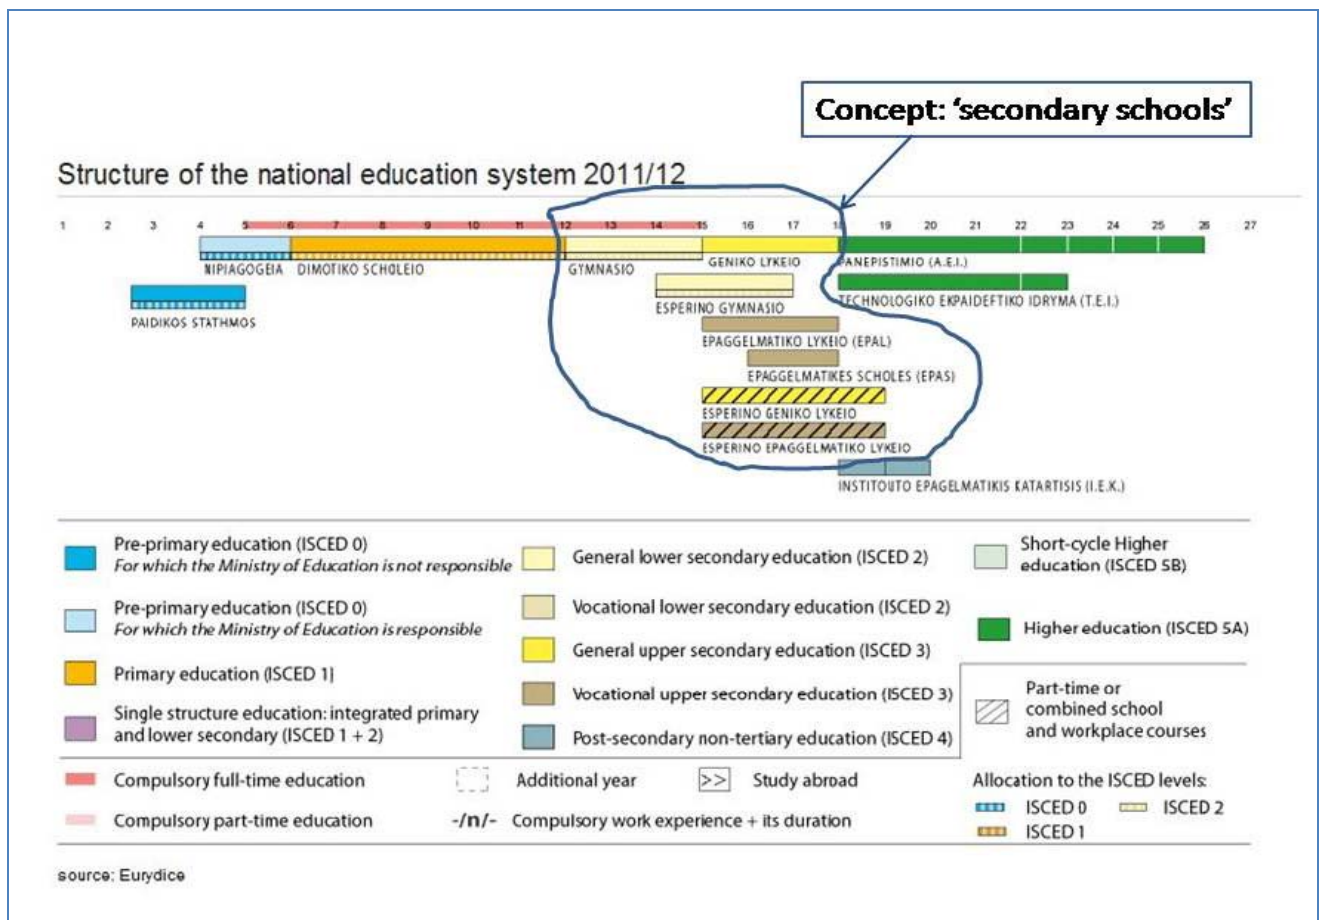 Concept: ‘secondary schools’
Structure of the national education system 2011/12
1 2 3 4 5 6 7 8 9 10 11 12 13 14 15 16 17 18 19 20 21 22 23 24 25 26 27
NIPIAGOGEIA DIMOTIKO SCHOLEIO GYMNASIO GENIKO LYKEIO PANEPISTIMIO (A.E.I.)
PAIDIKOS STATHMOS ESPERINO GYMNASIO TECHNOLOGIKO EKPAIDEFTIKO IDRYMA (T.E.I.)
EPAGGELMATIKO LYKEIO (EPAL)
EPAGGELMATIKES SCHOLES (EPAS)
ESPERINO GENIKO LYKEIO
ESPERINO EPAGGELMATIKO LYKEIO
INSTITOUTO EPAGELMATIKIS KATARTISIS (I.E.K.)
Pre-primary education (ISCED 0)
For which the Ministry of Education is not responsible
Pre-primary education (ISCED 0)
For which the Ministry of Education is responsible
Primary education (ISCED 1)
Single structure education: integrated primary
and lower secondary (ISCED 1 + 2)
General lower secondary education (ISCED 2)
Vocational lower secondary education (ISCED 2)
General upper secondary education (ISCED 3)
Vocational upper secondary education (ISCED 3)
Post-secondary non-tertiary education (ISCED 4)
Short-cycle Higher
education (ISCED 5B)
Higher education (ISCED 5A)
Part-time or
combined school
and workplace courses
Compulsory full-time education
Compulsory part-time education
Additional year
>> Study abroad
-/n/- Compulsory work experience + its duration
Allocation to the ISCED levels:
ISCED 0 ISCED 2
ISCED 1
source: Eurydice